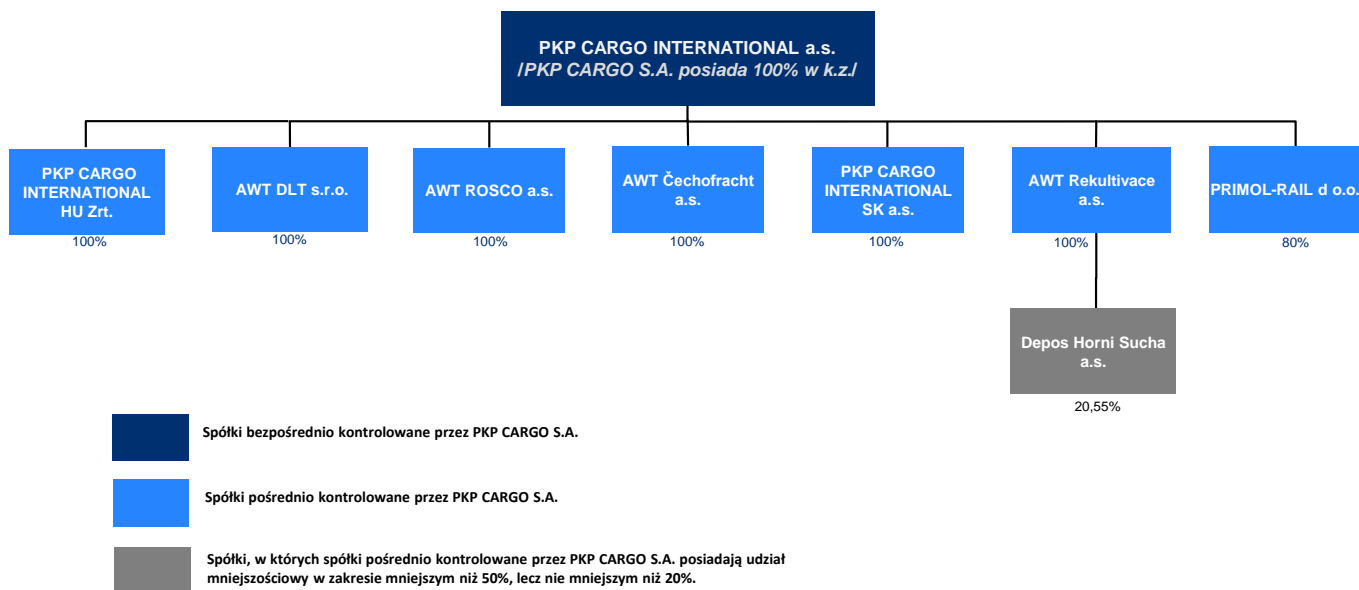 PKP CARGO INTERNATIONAL a.s.
/PKP CARGO S.A. posiada 100% w k.z./
PKP CARGO
INTERNATIONAL
HU Zrt.
100%
AWT DLT s.r.o.
100%
AWT ROSCO a.s.
100%
AWT Čechofracht
a.s.
100%
PKP CARGO
INTERNATIONAL
SK a.s.
100%
AWT Rekultivace
a.s.
100%
PRIMOL-RAIL d o.o.
80%
Depos Horni Sucha
a.s.
20,55%
Spółki bezpośrednio kontrolowane przez PKP CARGO S.A.
Spółki pośrednio kontrolowane przez PKP CARGO S.A.
Spółki, w których spółki pośrednio kontrolowane przez PKP CARGO S.A. posiadają udział
mniejszościowy w zakresie mniejszym niż 50%, lecz nie mniejszym niż 20%.